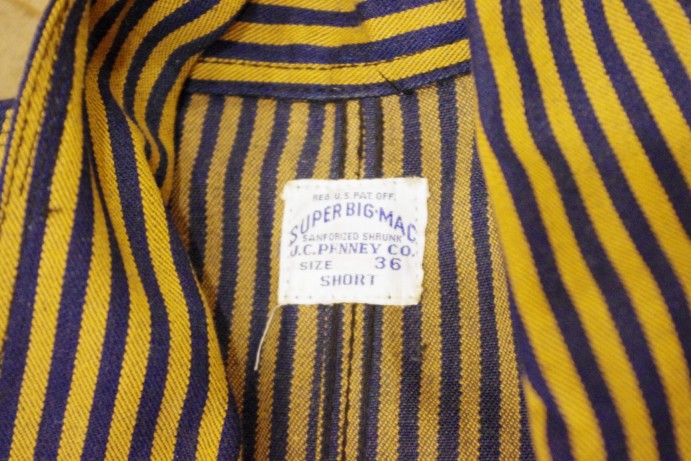 REG. U.S. PAT. OFF.
SUPER BIG-MAC
SANFORIZED SHRUNK
J.C.PENNEY CO.
SIZE 36
SHORT